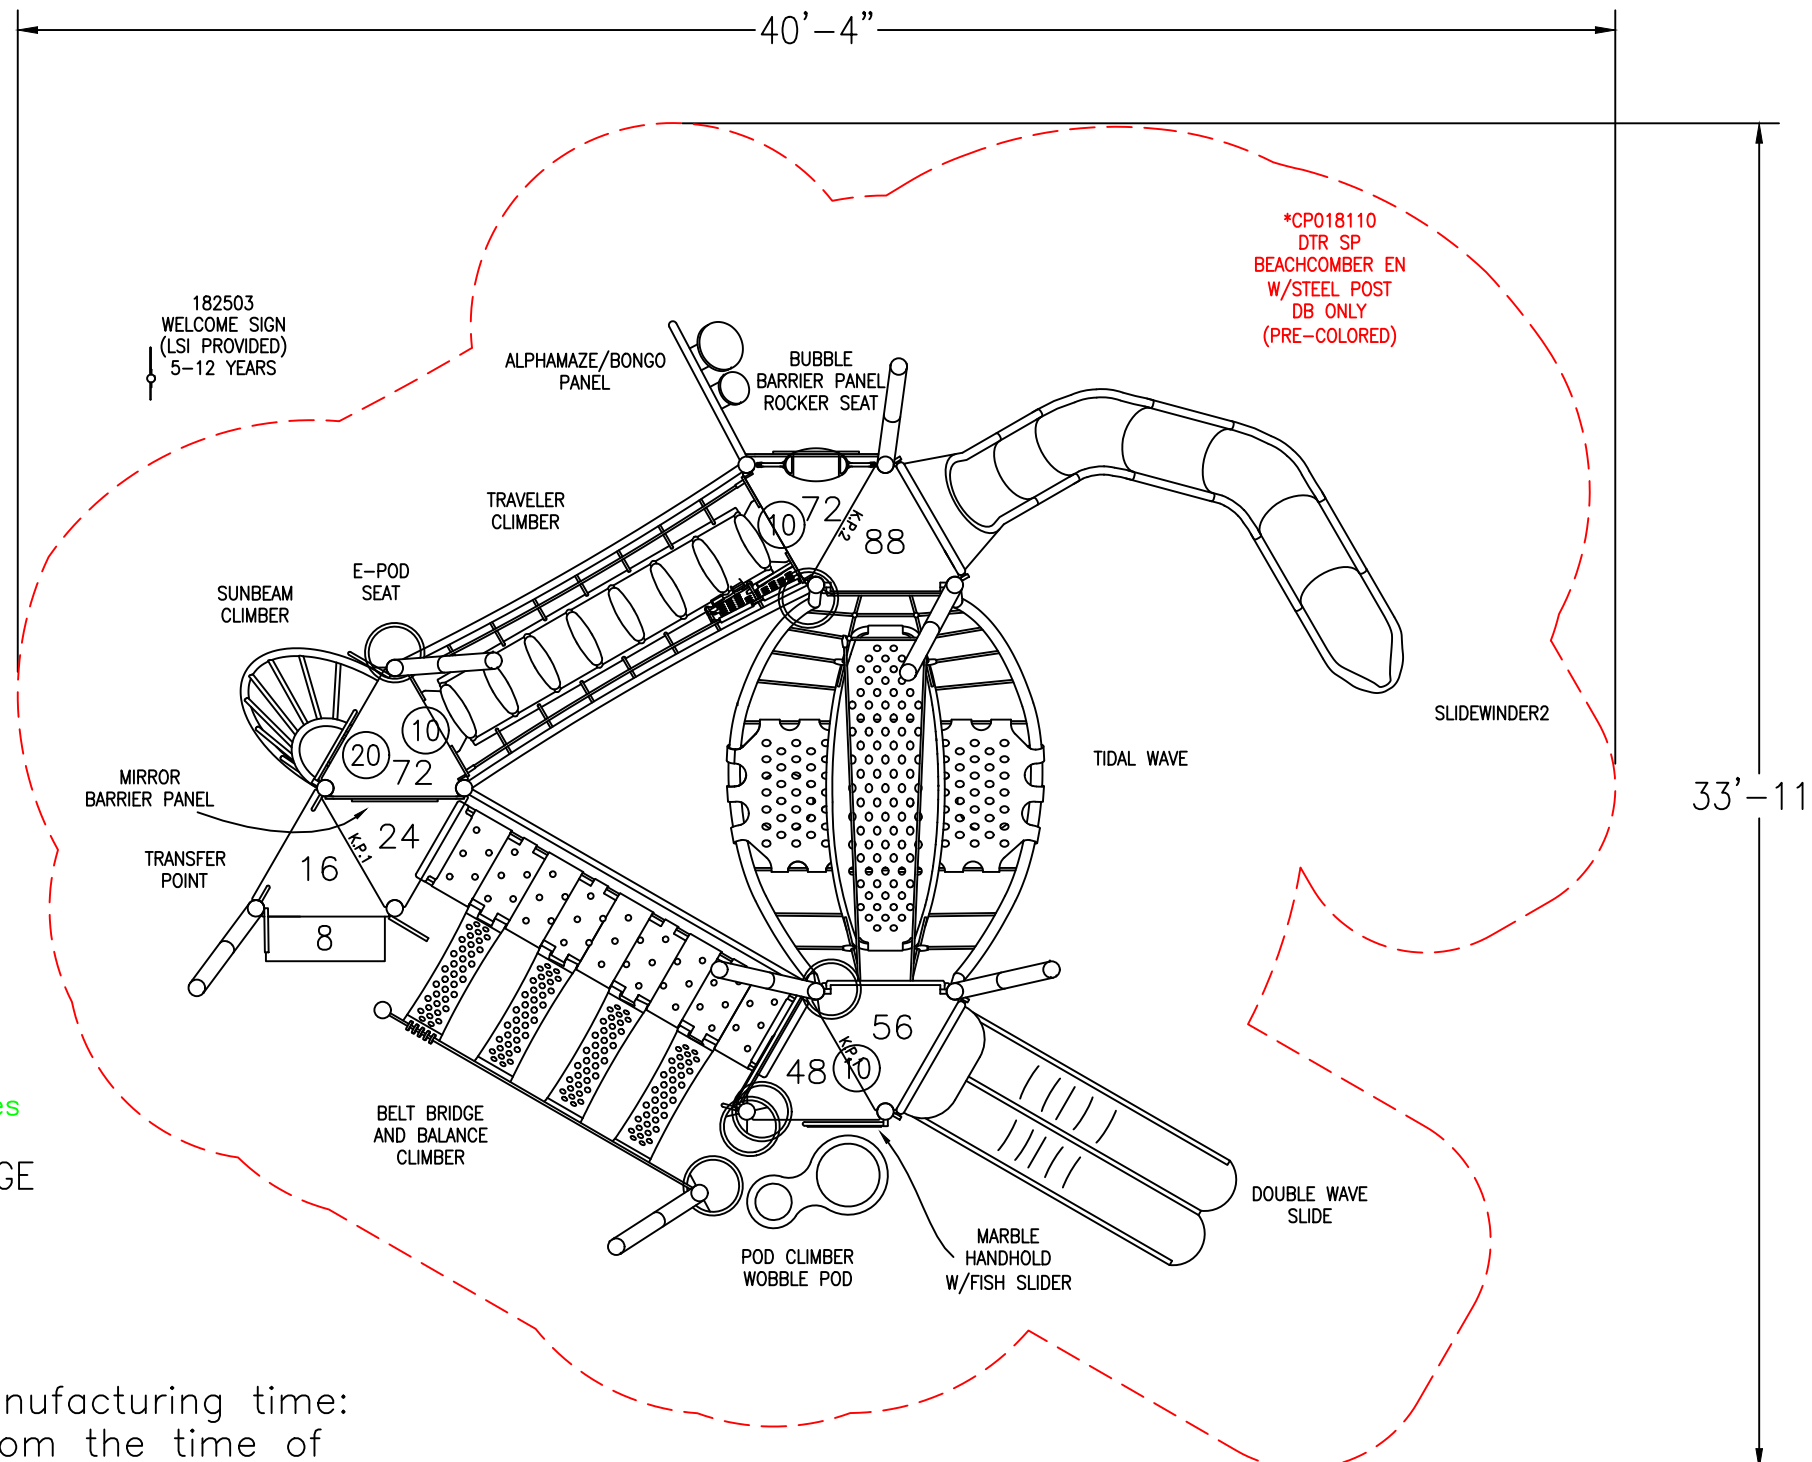 40'-4"
*CP018110
DTR SP
BEACHCOMBER EN
W/STEEL POST
DB ONLY
(PRE-COLORED)
182503
WELCOME SIGN
(LSI PROVIDED)
5-12 YEARS
ALPHAMAZE/BONGO
PANEL
BUBBLE
BARRIER PANEL
ROCKER SEAT
TRAVELER
CLIMBER
10
72
K.P.2
88
E-POD
SEAT
SUNBEAM
CLIMBER
SLIDEWINDER2
10
20
72
TIDAL WAVE
MIRROR
BARRIER PANEL
33'-11
24
K.P.1
16
TRANSFER
POINT
8
56
48
10
BELT BRIDGE
AND BALANCE
CLIMBER
es
GE
DOUBLE WAVE
SLIDE
MARBLE
HANDHOLD
W/FISH SLIDER
POD CLIMBER
WOBBLE POD
nufacturing time:
om the time of